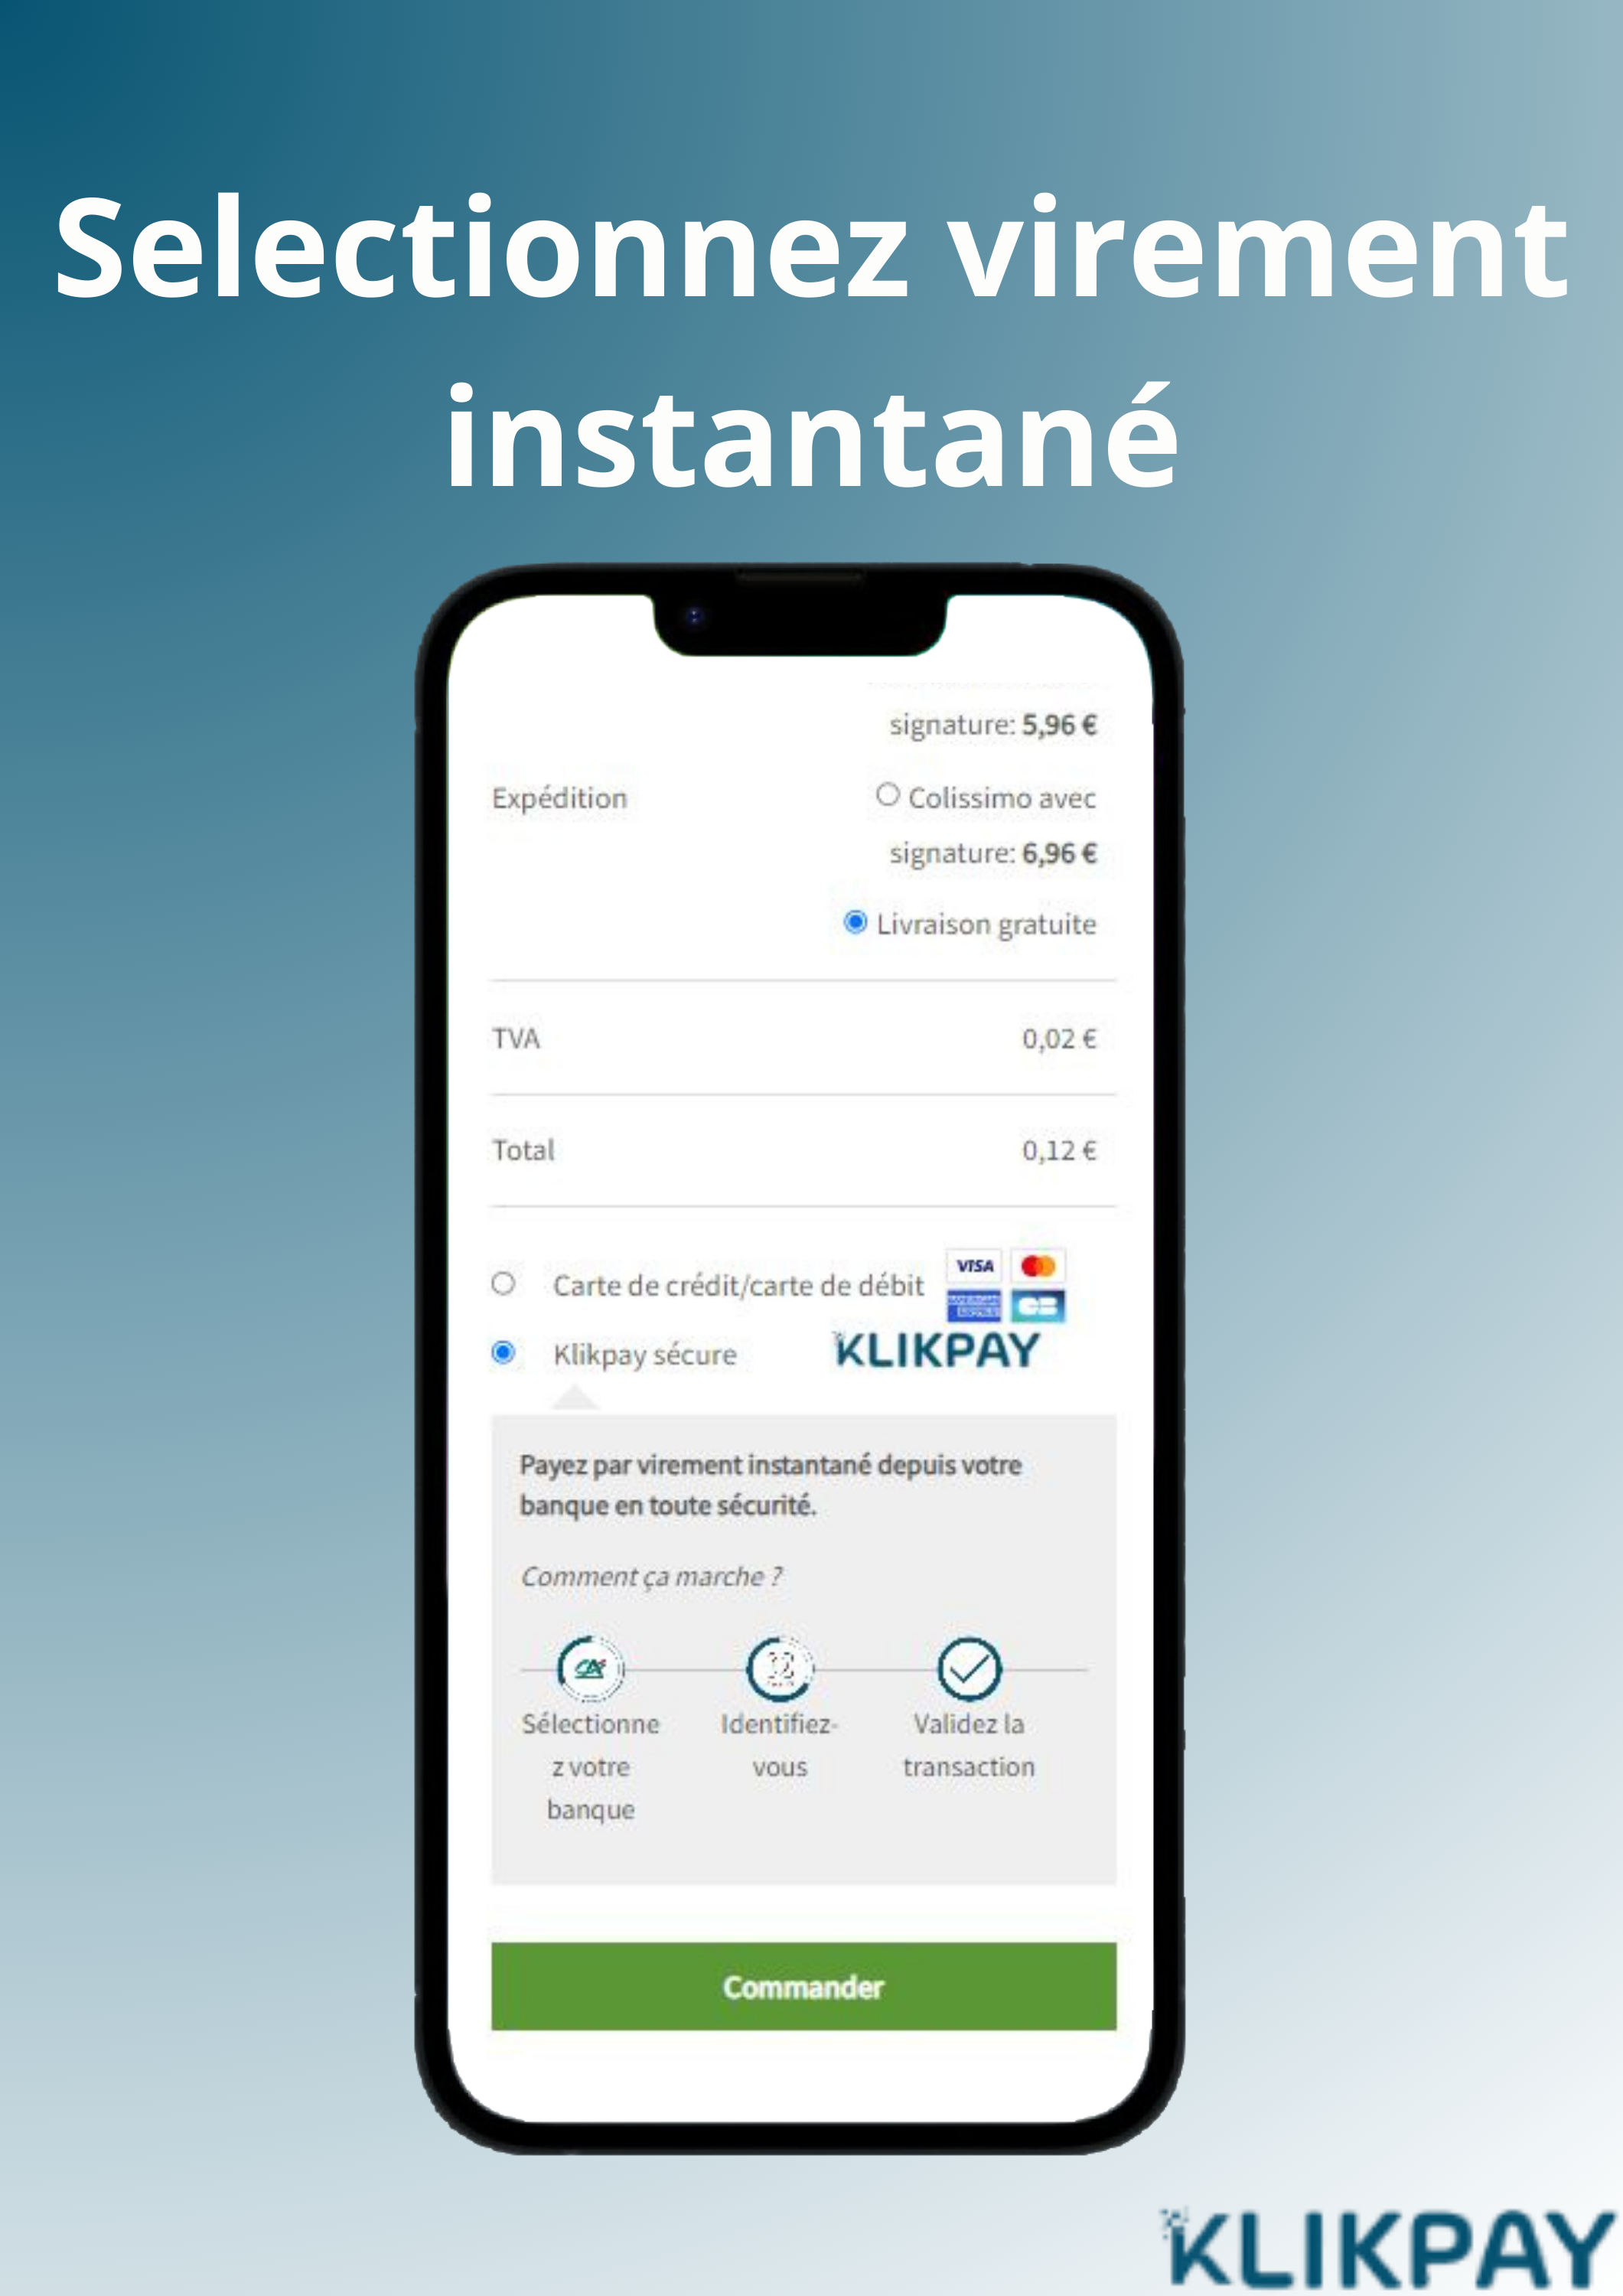 Selectionnez virement
instantané
signature: 5,96 €
Expédition
Colissimo avec
signature: 6,96 €
Livraison gratuite
TVA 0,02 €
Total 0,12 €
Carte de crédit/carte de débit
VISA
Klikpay sécure
KLIKPAY
Payez par virement instantané depuis votre
banque en toute sécurité.
Comment ça marche ?
Sélectionne
z votre
banque
Identifiez-
vous
Validez la
transaction
Commander
KLIKPAY